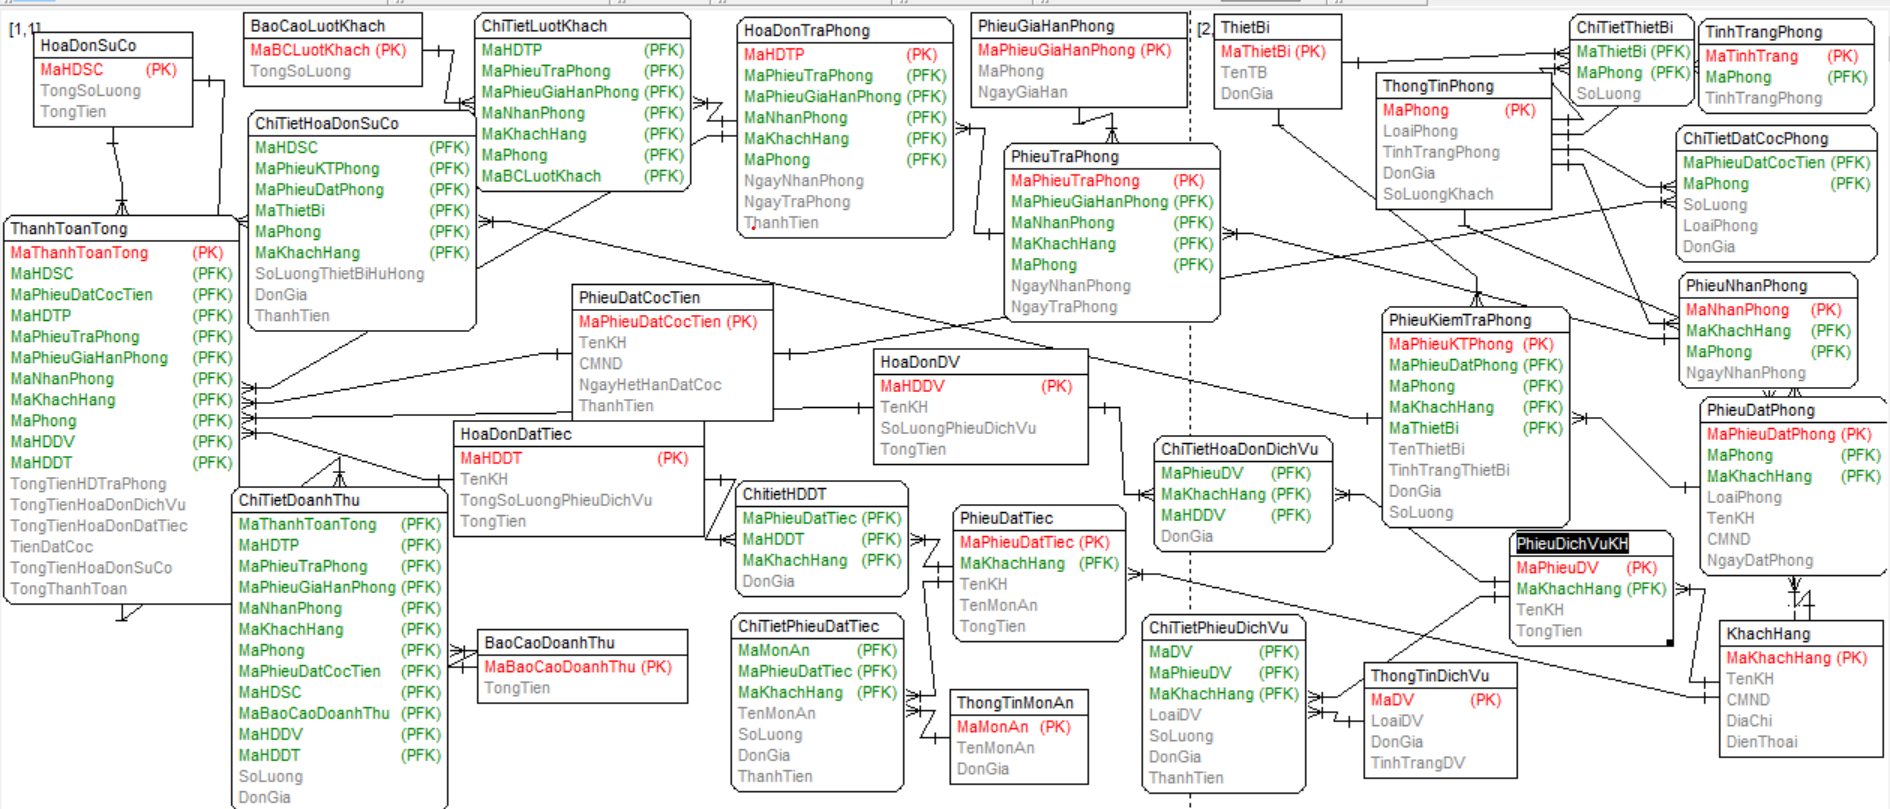 [1,1]
HoaDonSuCo
MaHDSC (PK)
TongSoLuong
TongTien
BaoCaoLuotKhach
MaBCLuotKhach (PK)
TongSoLuong
ChiTietLuotKhach
MaHDTP (PFK)
MaPhieuTraPhong (PFK)
MaPhieuGiaHanPhong (PFK)
MaNhanPhong (PFK)
MaKhachHang (PFK)
MaPhong (PFK)
MaBCLuotKhach (PFK)
HoaDonTraPhong
MaHDTP (PK)
MaPhieuTraPhong (PFK)
MaPhieuGiaHanPhong (PFK)
MaNhanPhong (PFK)
MaKhachHang (PFK)
MaPhong (PFK)
NgayNhanPhong
NgayTraPhong
ThanhTien
PhieuGiaHanPhong
MaPhieuGiaHanPhong (PK)
MaPhong
NgayGiaHan
[2,
ThietBi
MaThietBi (PK)
TenTB
DonGia
ThongTinPhong
MaPhong (PK)
LoaiPhong
TinhTrangPhong
DonGia
SoLuongKhach
ChiTietThietBi
MaThietBi (PFK)
MaPhong (PFK)
SoLuong
TinhTrangPhong
MaTinhTrang (PK)
MaPhong (PFK)
TinhTrangPhong
ChiTietDatCocPhong
MaPhieuDatCocTien (PFK)
MaPhong (PFK)
SoLuong
LoaiPhong
DonGia
ChiTietHoaDonSuCo
MaHDSC (PFK)
MaPhieuKTPhong (PFK)
MaPhieuDatPhong (PFK)
MaThietBi (PFK)
MaPhong (PFK)
MaKhachHang (PFK)
SoLuongThietBiHuHong
DonGia
ThanhTien
PhieuTraPhong
MaPhieuTraPhong (PK)
MaPhieuGiaHanPhong (PFK)
MaNhanPhong (PFK)
MaKhachHang (PFK)
MaPhong (PFK)
NgayNhanPhong
NgayTraPhong
ThanhToanTong
MaThanhToanTong (PK)
MaHDSC (PFK)
MaPhieuDatCocTien (PFK)
MaHDTP (PFK)
MaPhieuTraPhong (PFK)
MaPhieuGiaHanPhong (PFK)
MaNhanPhong (PFK)
MaKhachHang (PFK)
MaPhong (PFK)
MaHDDV (PFK)
MaHDDT (PFK)
TongTienHDTraPhong
TongTienHoaDonDichVu
TongTienHoaDonDatTiec
TienDatCoc
TongTienHoaDonSuCo
TongThanhToan
PhieuDatCocTien
MaPhieuDatCocTien (PK)
TenKH
CMND
NgayHetHanDatCoc
ThanhTien
PhieuKiemTraPhong
MaPhieuKTPhong (PK)
MaPhieuDatPhong (PFK)
MaPhong (PFK)
MaKhachHang (PFK)
MaThietBi (PFK)
TenThietBi
TinhTrangThietBi
DonGia
SoLuong
PhieuNhanPhong
MaNhanPhong (PK)
MaKhachHang (PFK)
MaPhong (PFK)
NgayNhanPhong
HoaDonDV
MaHDDV (PK)
TenKH
SoLuongPhieuDichVu
TongTien
PhieuDatPhong
MaPhieuDatPhong (PK)
MaPhong (PFK)
MaKhachHang (PFK)
LoaiPhong
TenKH
CMND
NgayDatPhong
HoaDonDatTiec
MaHDDT (PK)
TenKH
TongSoLuongPhieuDichVu
TongTien
ChiTietHoaDonDichVu
MaPhieuDV (PFK)
MaKhachHang (PFK)
MaHDDV (PFK)
DonGia
ChitietHDDT
MaPhieuDatTiec (PFK)
MaHDDT (PFK)
MaKhachHang (PFK)
DonGia
PhieuDatTiec
MaPhieuDatTiec (PK)
MaKhachHang (PFK)
TenKH
TenMonAn
TongTien
PhieuDichVuKH
MaPhieuDV (PK)
MaKhachHang (PFK)
TenKH
TongTien
ChiTietDoanhThu
MaThanhToanTong (PFK)
MaHDTP (PFK)
MaPhieuTraPhong (PFK)
MaPhieuGiaHanPhong (PFK)
MaNhanPhong (PFK)
MaKhachHang (PFK)
MaPhong (PFK)
MaPhieuDatCocTien (PFK)
MaHDSC (PFK)
MaBaoCaoDoanhThu (PFK)
MaHDDV (PFK)
MaHDDT (PFK)
SoLuong
DonGia
BaoCaoDoanhThu
MaBaoCaoDoanhThu (PK)
TongTien
ChiTietPhieuDatTiec
MaMonAn (PFK)
MaPhieuDatTiec (PFK)
MaKhachHang (PFK)
TenMonAn
SoLuong
DonGia
ThanhTien
ThongTinMonAn
MaMonAn (PK)
TenMonAn
DonGia
ChiTietPhieuDichVu
MaDV (PFK)
MaPhieuDV (PFK)
MaKhachHang (PFK)
LoaiDV
SoLuong
DonGia
ThanhTien
ThongTinDichVu
MaDV (PK)
LoaiDV
DonGia
TinhTrangDV
KhachHang
MaKhachHang (PK)
TenKH
CMND
DiaChi
DienThoai